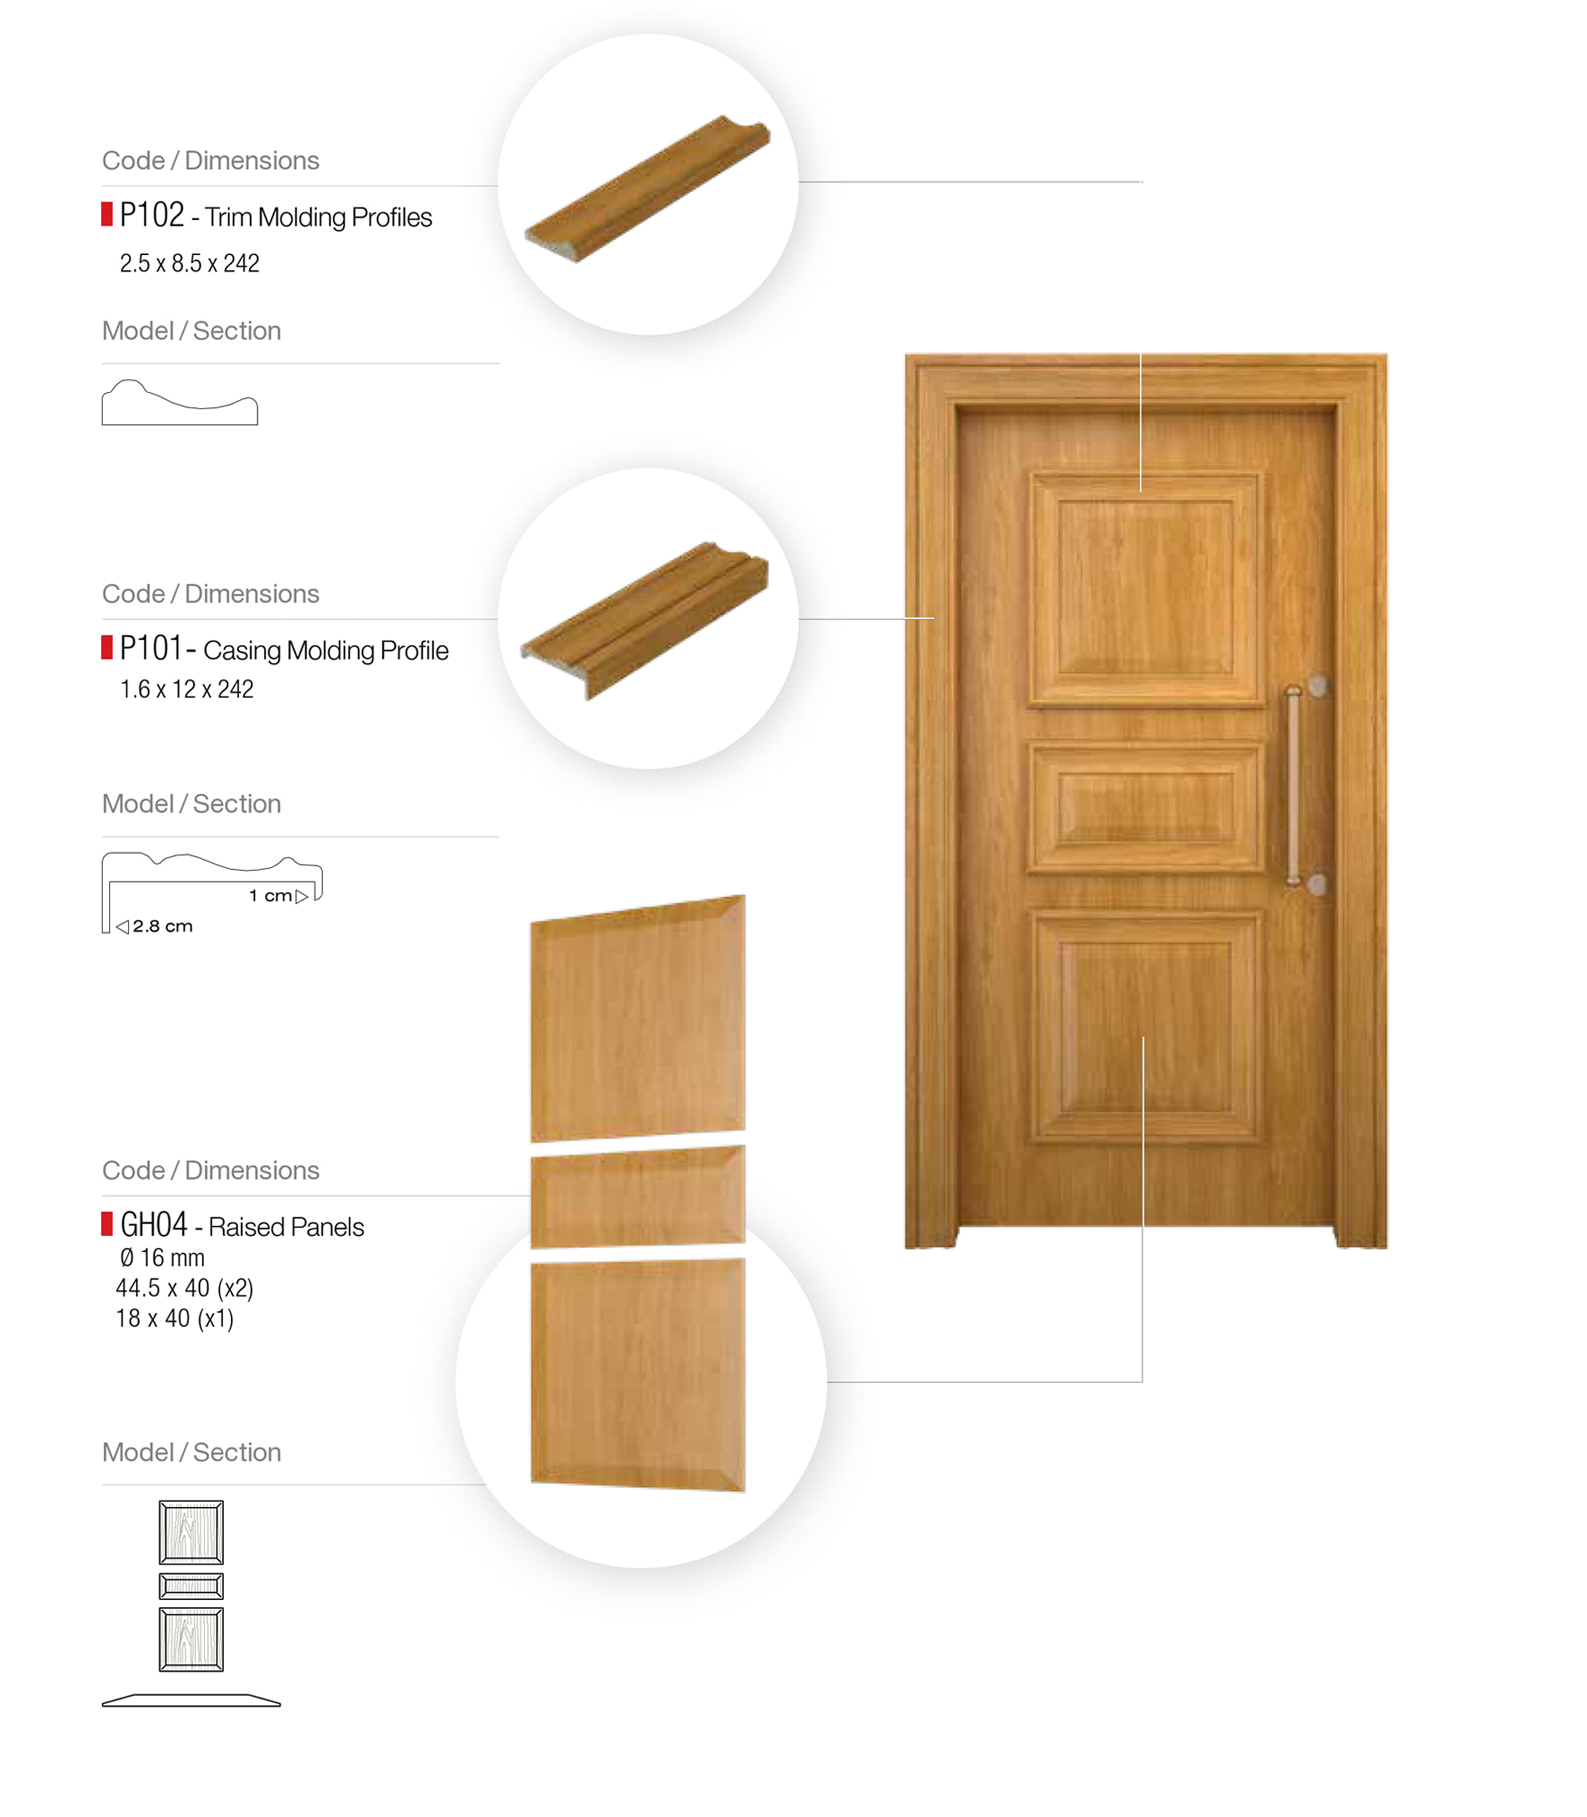 Code / Dimensions
P102 - Trim Molding Profiles
2.5 x 8.5 x 242
Model / Section
Code / Dimensions
P101- Casing Molding Profile
1.6 x 12 x 242
Model / Section
1 cm
2.8 cm
Code / Dimensions
GH04 - Raised Panels
Ø 16 mm
44.5 x 40 (x2)
18 x 40 (x1)
Model / Section